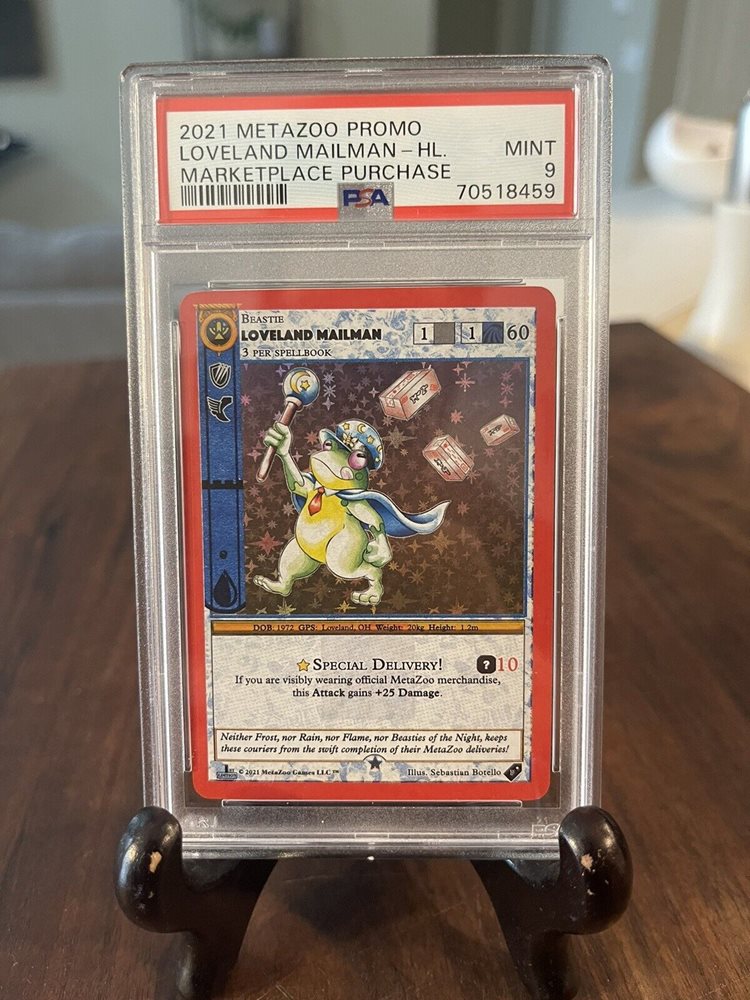 2021 METAZOO PROMO
LOVELAND MAILMAN – HL. MINT
MARKETPLACE PURCHASE 9
PSA 70518459
BEASTIE
LOVELAND MAILMAN 1 1 60
3 PER SPELLBOOK
DOB: 1972 GPS: Loveland, OH Weight: 20kg Height: 1.2m
SPECIAL DELIVERY! ? 10
If you are visibly wearing official MetaZoo merchandise,
this Attack gains +25 Damage.
Neither Frost, nor Rain, nor Flame, nor Beasties of the Night, keeps
these couriers from the swift completion of their MetaZoo deliveries!
1ST EDITION © 2021 MetaZoo Games LLC™ Illus. Sebastian Botello